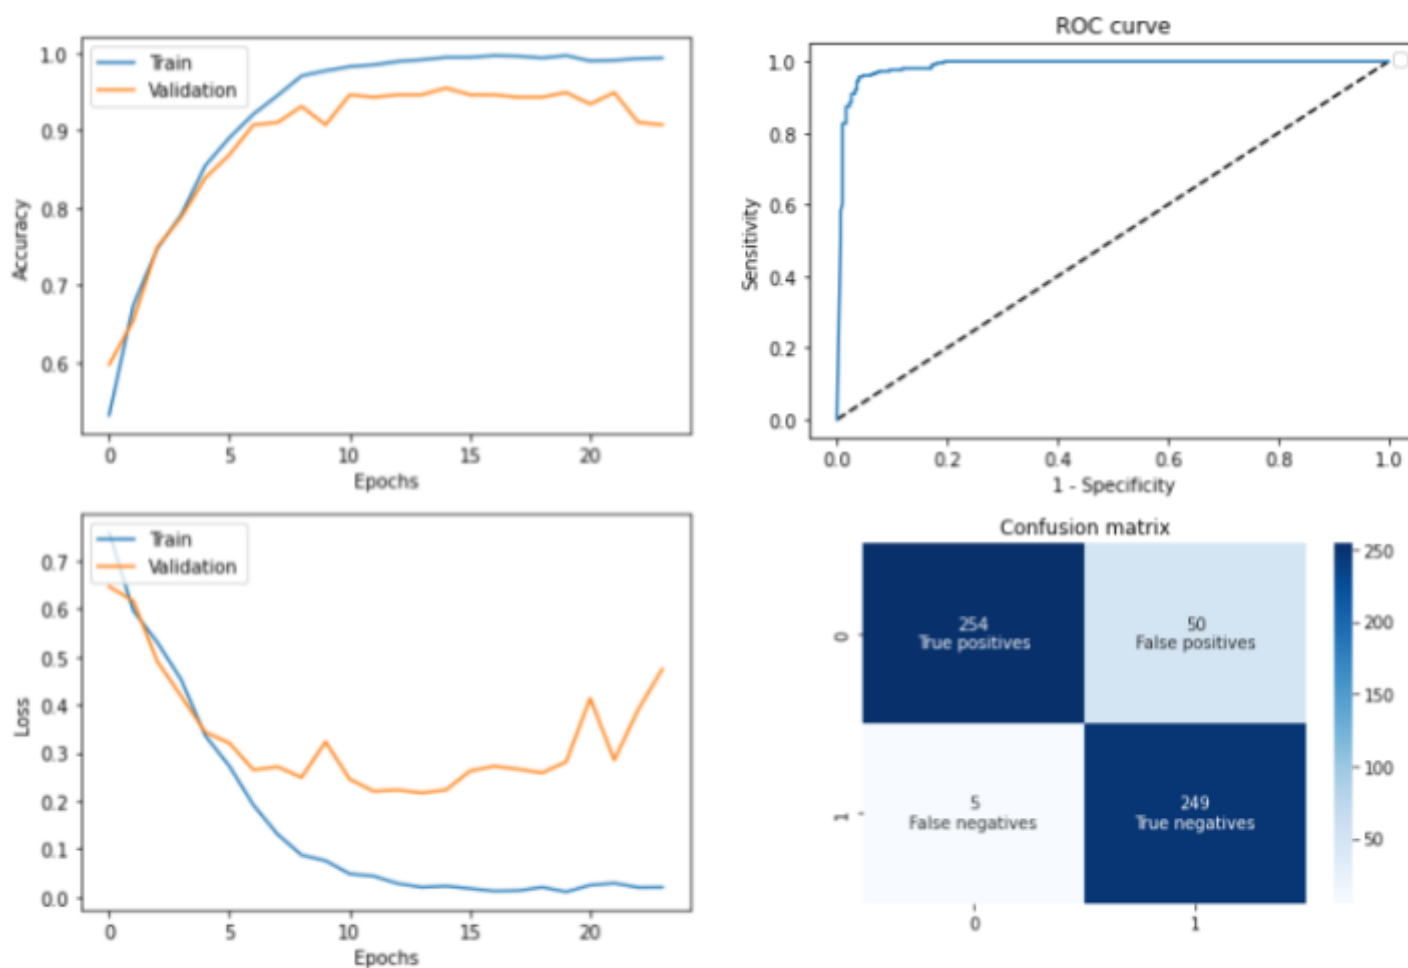 Train
Validation
1.0
0.9
0.8
0.7
0.6
Accuracy
0 5 10 15 20
Epochs
ROC curve
1.0
0.8
0.6
0.4
0.2
0.0
Sensitivity
0.0 0.2 0.4 0.6 0.8 1.0
1 - Specificity
Train
Validation
0.7
0.6
0.5
0.4
0.3
0.2
0.1
0.0
Loss
0 5 10 15 20
Epochs
Confusion matrix
0
254
True positives
50
False positives
1
5
False negatives
249
True negatives
0 1
250
200
150
100
50